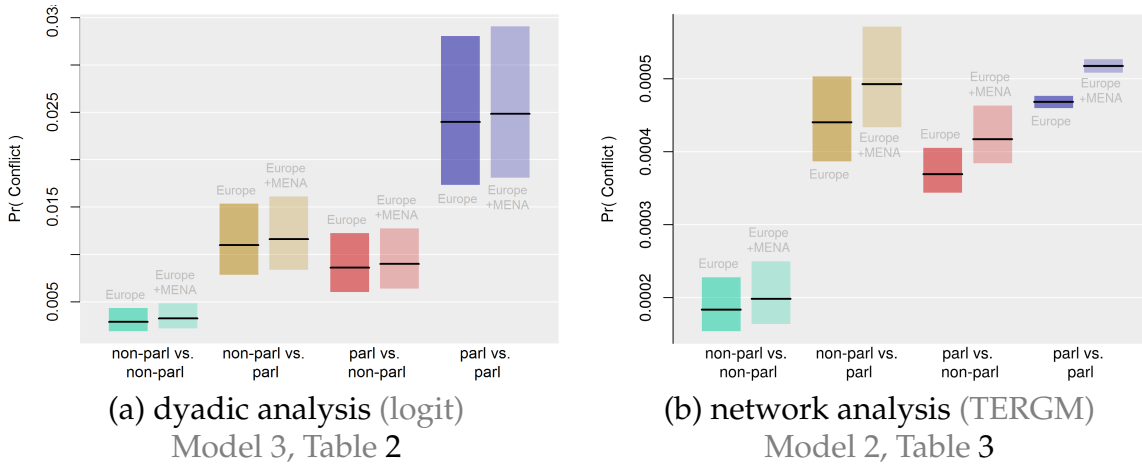 0.005 0.015 0.025 0.03
Pr( Conflict )
Europe
Europe
+MENA
Europe
Europe
+MENA
Europe
Europe
+MENA
Europe
Europe
+MENA
non-parl vs.
non-parl
non-parl vs.
parl
parl vs.
non-parl
parl vs.
parl
(a) dyadic analysis (logit)
Model 3, Table 2
0.0002 0.0003 0.0004 0.0005
Pr( Conflict )
Europe
Europe
+MENA
Europe
Europe
+MENA
Europe
Europe
+MENA
Europe
Europe
+MENA
non-parl vs.
non-parl
non-parl vs.
parl
parl vs.
non-parl
parl vs.
parl
(b) network analysis (TERGM)
Model 2, Table 3